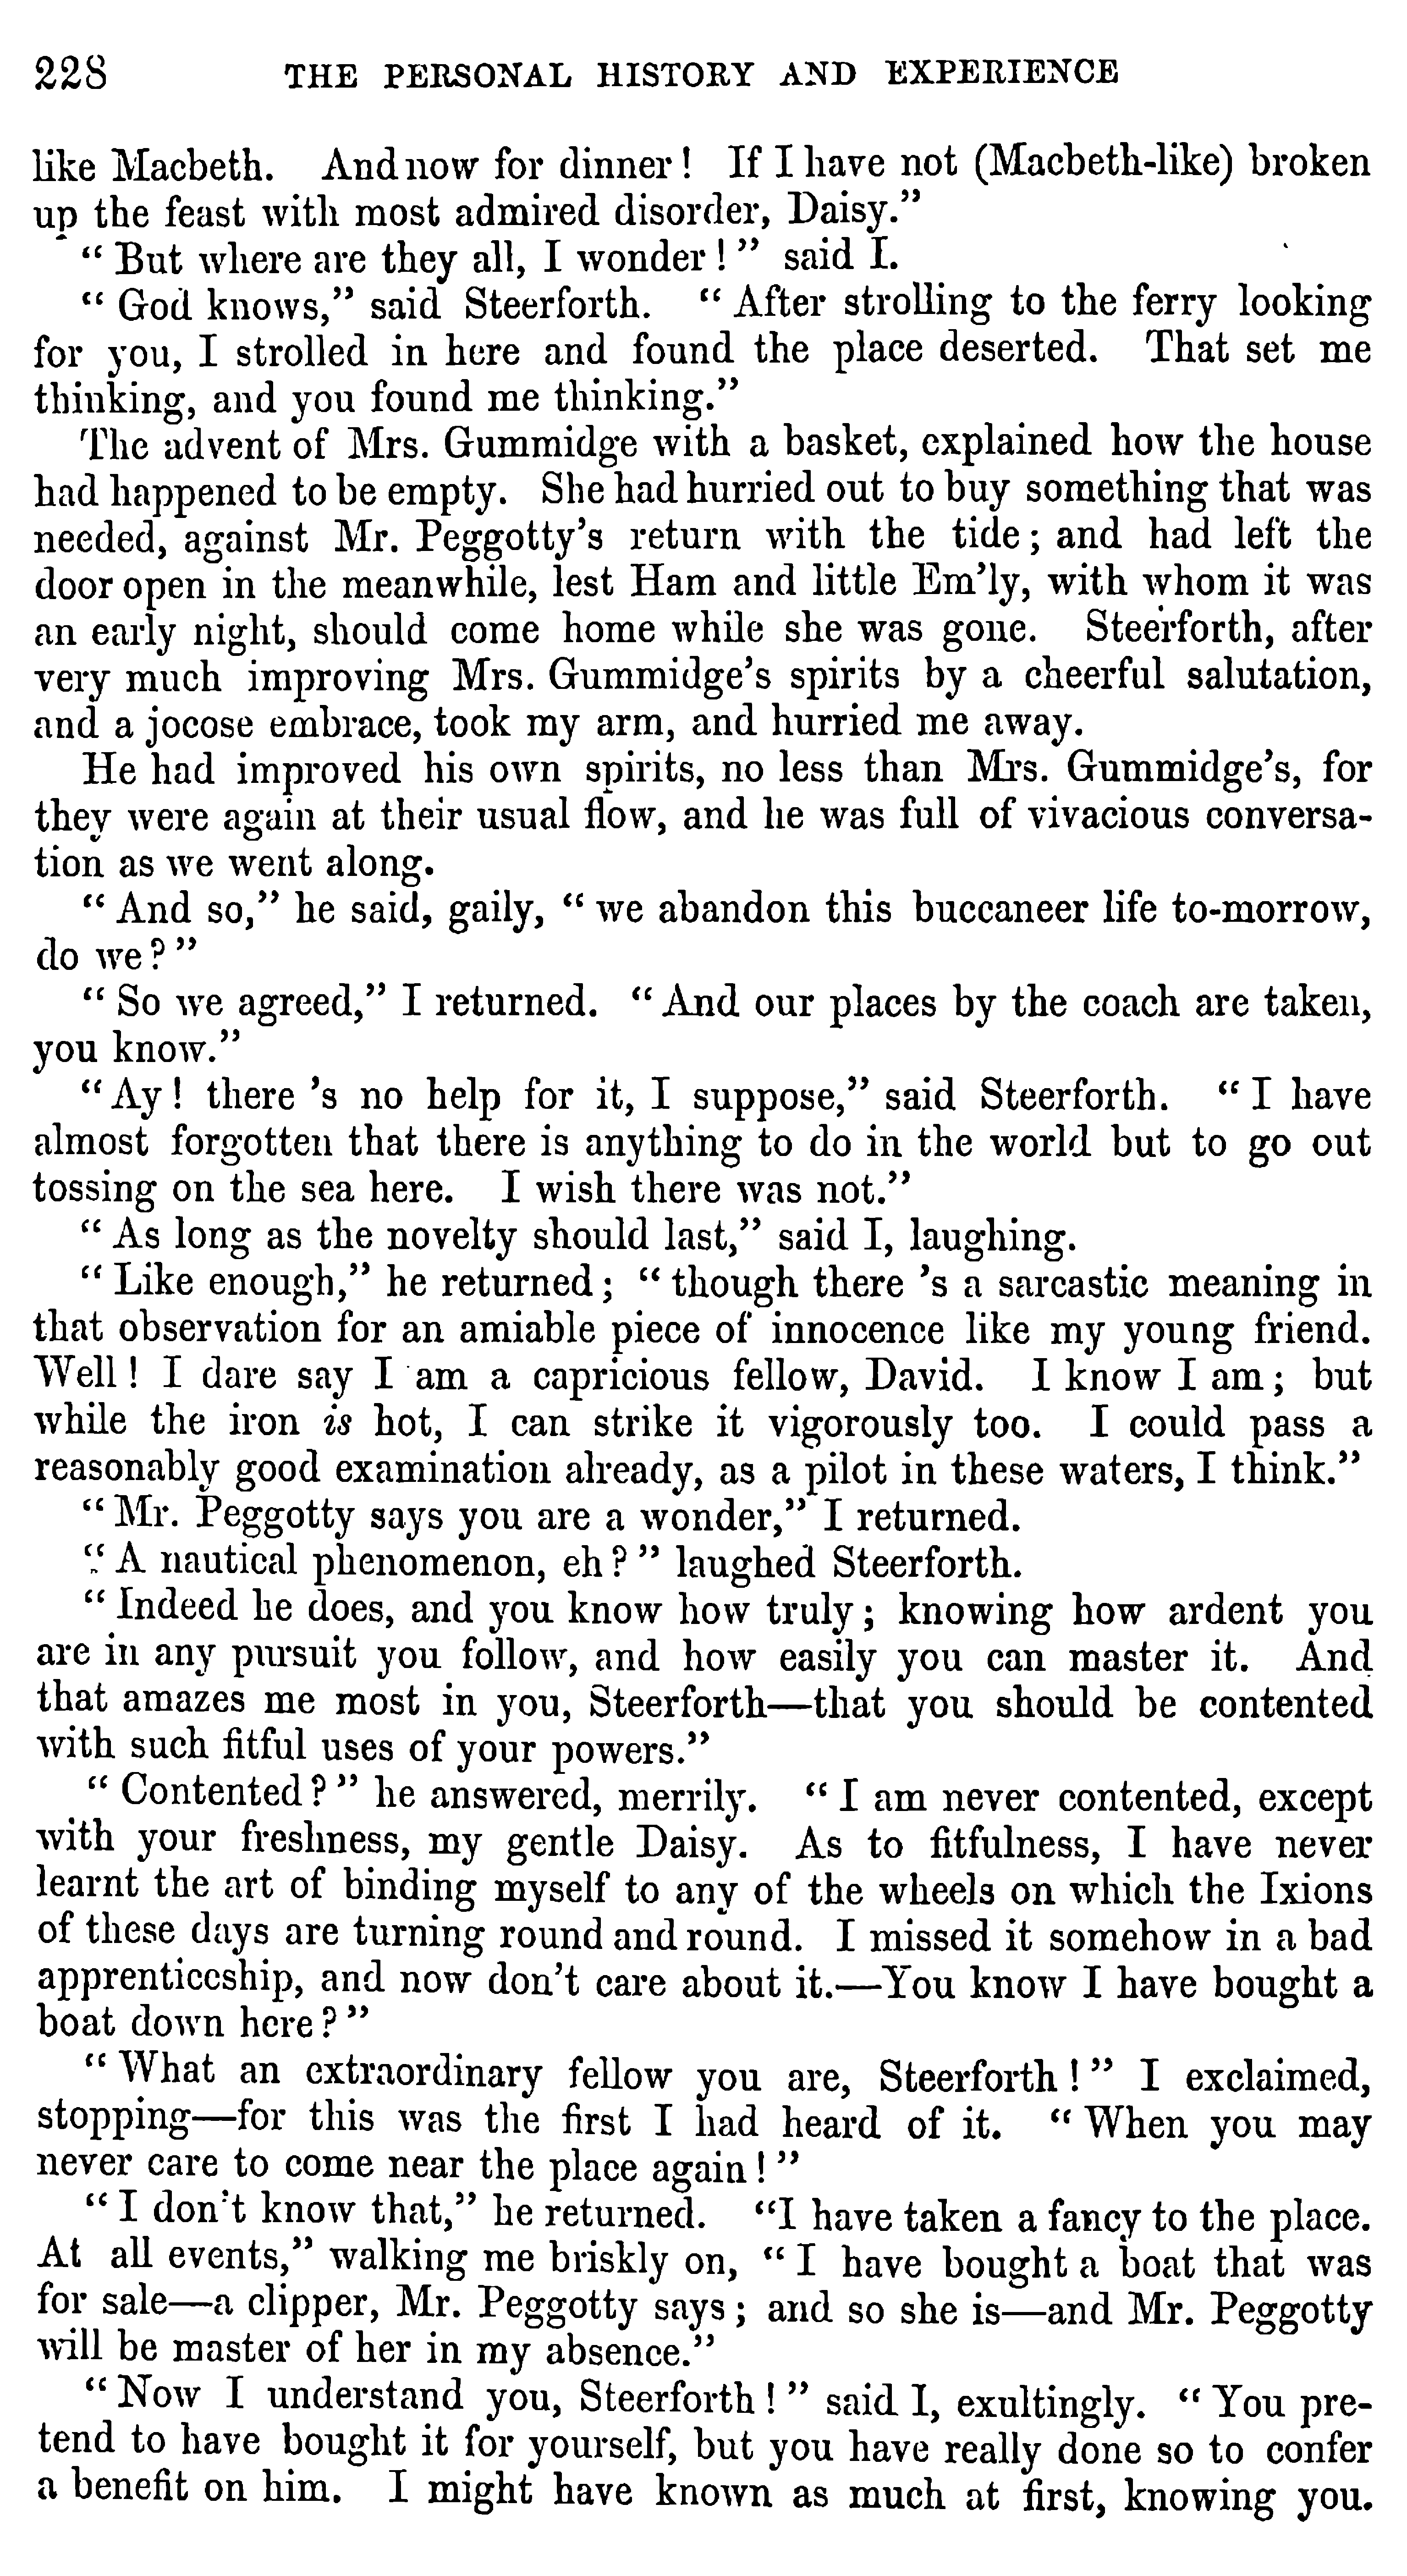 228 THE PERSONAL HISTORY AND EXPERIENCE
like Macbeth. And now for dinner! If I have not (Macbeth-like) broken
up the feast with most admired disorder, Daisy.”
“But where are they all, I wonder!” said I.
“God knows,” said Steerforth. “After strolling to the ferry looking
for you, I strolled in here and found the place deserted. That set me
thinking, and you found me thinking.”
The advent of Mrs. Gummidge with a basket, explained how the house
had happened to be empty. She had hurried out to buy something that was
needed, against Mr. Peggotty’s return with the tide; and had left the
door open in the meanwhile, lest Ham and little Em’ly, with whom it was
an early night, should come home while she was gone. Steerforth, after
very much improving Mrs. Gummidge’s spirits by a cheerful salutation,
and a jocose embrace, took my arm, and hurried me away.
He had improved his own spirits, no less than Mrs. Gummidge’s, for
they were again at their usual flow, and he was full of vivacious conversa-
tion as we went along.
“And so,” he said, gaily, “we abandon this buccaneer life to-morrow,
do we?”
“So we agreed,” I returned. “And our places by the coach are taken,
you know.”
“Ay! there ’s no help for it, I suppose,” said Steerforth. “I have
almost forgotten that there is anything to do in the world but to go out
tossing on the sea here. I wish there was not.”
“As long as the novelty should last,” said I, laughing.
“Like enough,” he returned; “though there ’s a sarcastic meaning in
that observation for an amiable piece of innocence like my young friend.
Well! I dare say I am a capricious fellow, David. I know I am; but
while the iron is hot, I can strike it vigorously too. I could pass a
reasonably good examination already, as a pilot in these waters, I think.”
“Mr. Peggotty says you are a wonder,” I returned.
“A nautical phenomenon, eh?” laughed Steerforth.
“Indeed he does, and you know how truly; knowing how ardent you
are in any pursuit you follow, and how easily you can master it. And
that amazes me most in you, Steerforth—that you should be contented
with such fitful uses of your powers.”
“Contented?” he answered, merrily. “I am never contented, except
with your freshness, my gentle Daisy. As to fitfulness, I have never
learnt the art of binding myself to any of the wheels on which the Ixions
of these days are turning round and round. I missed it somehow in a bad
apprenticeship, and now don’t care about it.—You know I have bought a
boat down here?”
“What an extraordinary fellow you are, Steerforth!” I exclaimed,
stopping—for this was the first I had heard of it. “When you may
never care to come near the place again!”
“I don’t know that,” he returned. “I have taken a fancy to the place.
At all events,” walking me briskly on, “I have bought a boat that was
for sale—a clipper, Mr. Peggotty says; and so she is—and Mr. Peggotty
will be master of her in my absence.”
“Now I understand you, Steerforth!” said I, exultingly. “You pre-
tend to have bought it for yourself, but you have really done so to confer
a benefit on him. I might have known as much at first, knowing you.